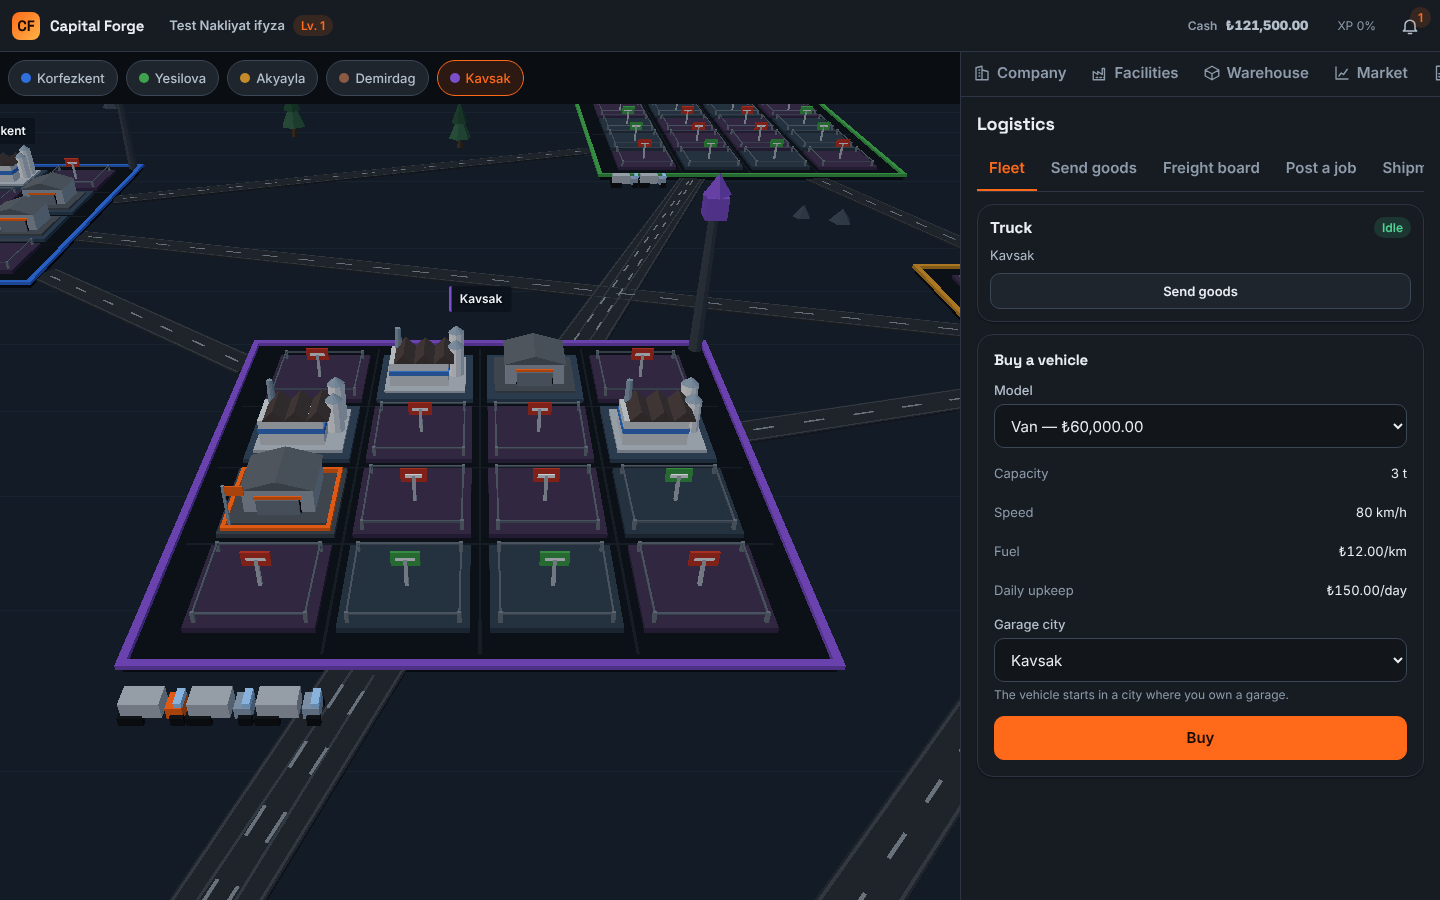 CF Capital Forge Test Nakliyat ifyza Lv. 1 Cash ₺121,500.00 XP 0% 1
Korfezkent Yesilova Akyayla Demirdag Kavsak
Company Facilities Warehouse Market
kent
Kavsak
Logistics
Fleet Send goods Freight board Post a job Shipm
Truck Idle
Kavsak
Send goods
Buy a vehicle
Model
Van — ₺60,000.00
Capacity 3 t
Speed 80 km/h
Fuel ₺12.00/km
Daily upkeep ₺150.00/day
Garage city
Kavsak
The vehicle starts in a city where you own a garage.
Buy